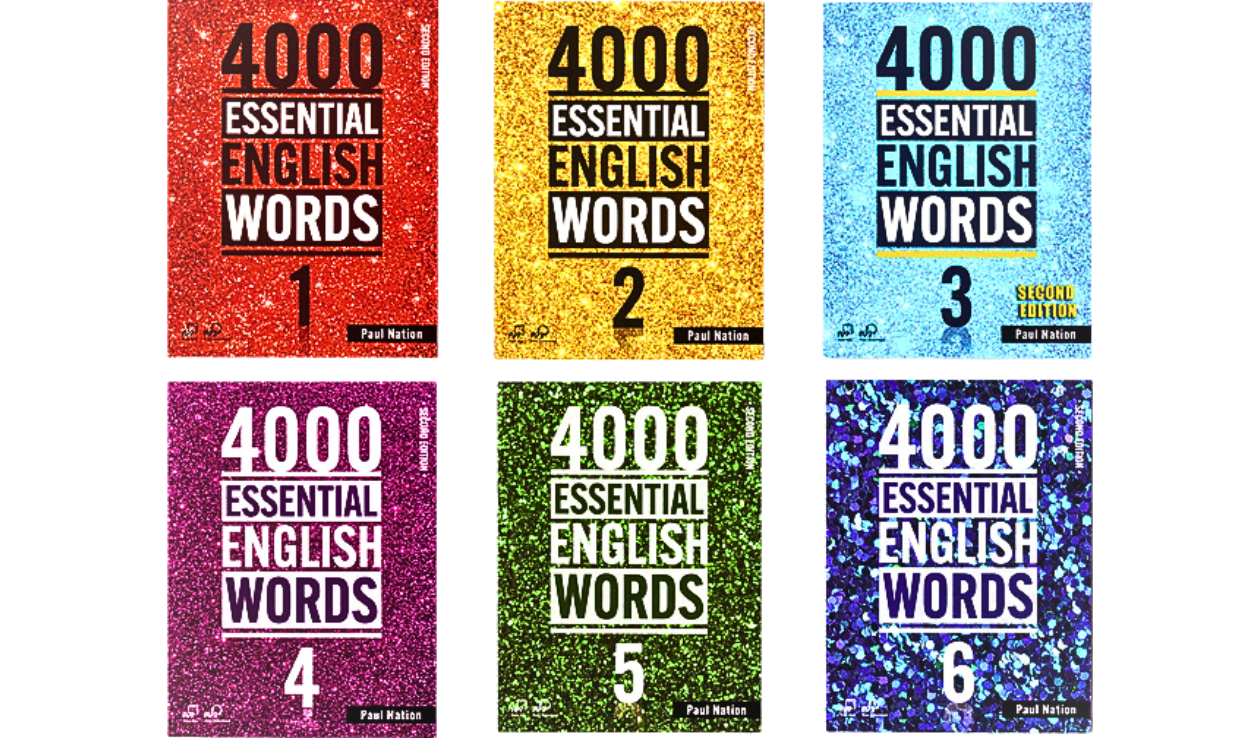 4000
ESSENTIAL
ENGLISH
WORDS
1
SECOND EDITION
Paul Nation
4000
ESSENTIAL
ENGLISH
WORDS
2
SECOND EDITION
Paul Nation
4000
ESSENTIAL
ENGLISH
WORDS
3
SECOND
EDITION
Paul Nation
4000
ESSENTIAL
ENGLISH
WORDS
4
SECOND EDITION
Paul Nation
4000
ESSENTIAL
ENGLISH
WORDS
5
SECOND EDITION
Paul Nation
4000
ESSENTIAL
ENGLISH
WORDS
6
SECOND EDITION
Paul Nation